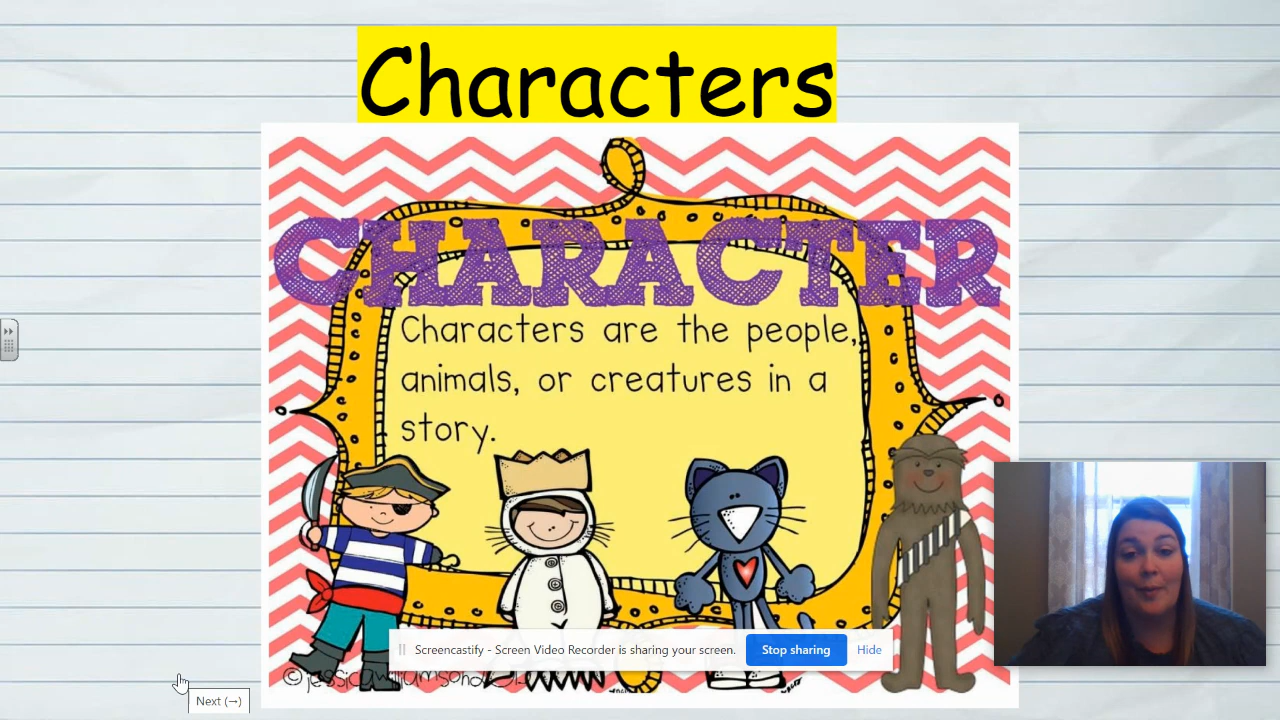 Characters
CHARACTER
Characters are the people,
animals, or creatures in a
story.
Screencastify - Screen Video Recorder is sharing your screen.
Stop sharing
Hide
Next (→)